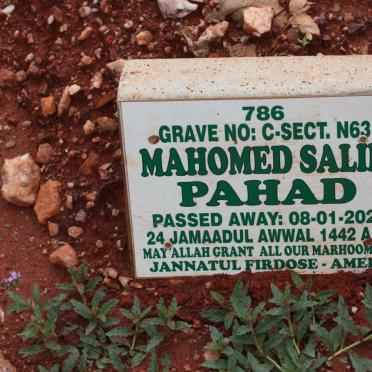 786
GRAVE NO: C-SECT. N63
MAHOMED SALI
PAHAD
PASSED AWAY: 08-01-202
24 JAMAADUL AWWAL 1442 A
MAY ALLAH GRANT ALL OUR MARHOOM
JANNATUL FIRDOSE - AME